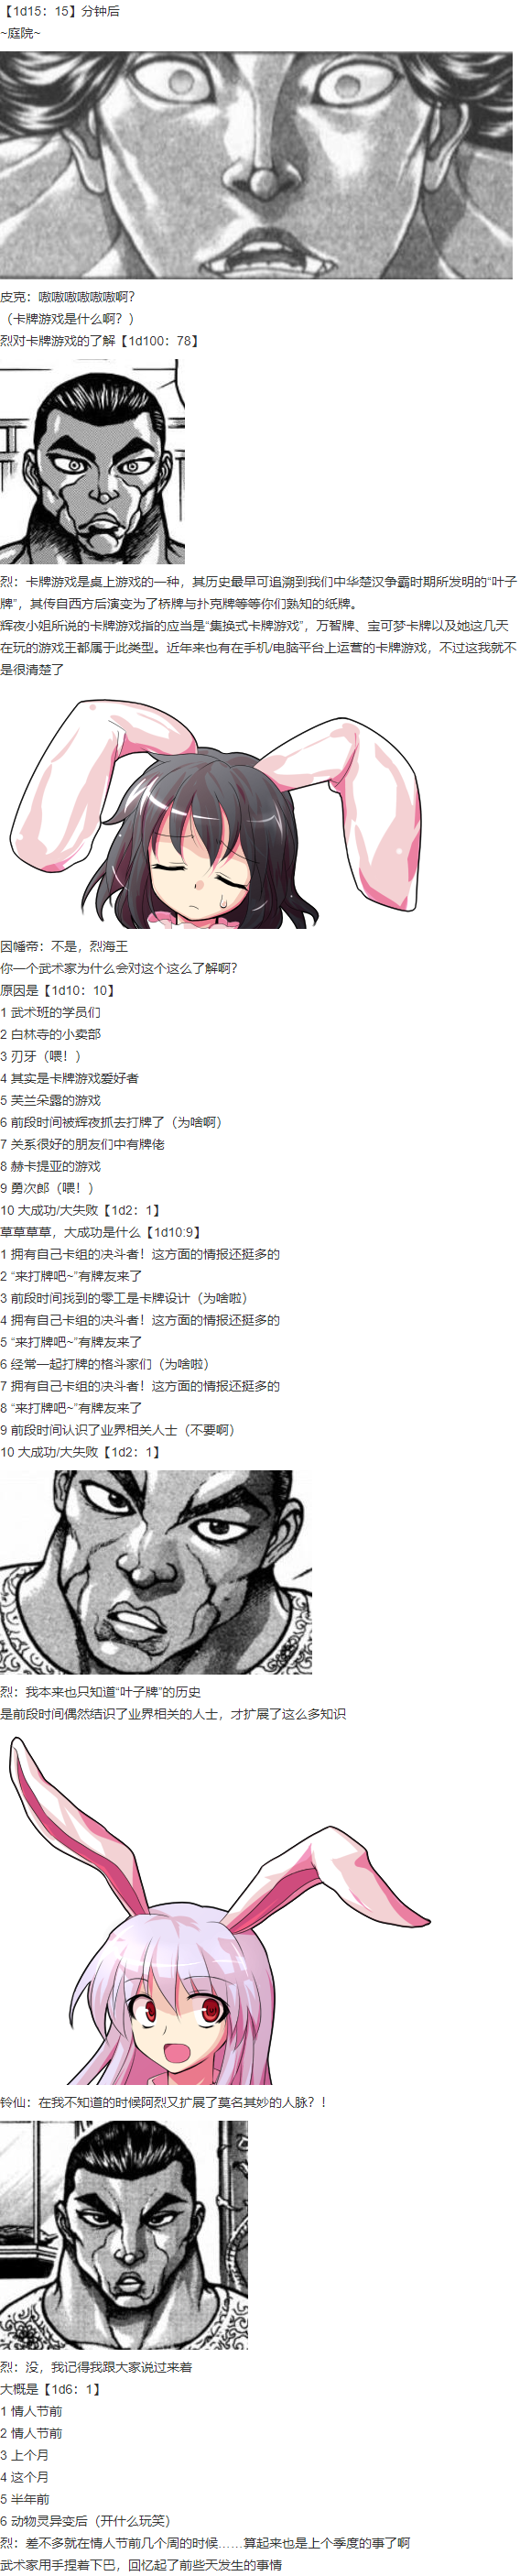 【1d15：15】分钟后
~庭院~
皮克：嗷嗷嗷嗷嗷嗷啊？
（卡牌游戏是什么啊？）
烈对卡牌游戏的了解【1d100：78】
烈：卡牌游戏是桌上游戏的一种，其历史最早可追溯到我们中华楚汉争霸时期所发明的“叶子
牌”，其传自西方后演变为了桥牌与扑克牌等等你们熟知的纸牌。
辉夜小姐所说的卡牌游戏指的应当是“集换式卡牌游戏”，万智牌、宝可梦卡牌以及她这几天
在玩的游戏王都属于此类型。近年来也有在手机/电脑平台上运营的卡牌游戏，不过这我就不
是很清楚了
因幡帝：不是，烈海王
你一个武术家为什么会对这个这么了解啊？
原因是【1d10：10】
1 武术班的学员们
2 白林寺的小卖部
3 刃牙（喂！）
4 其实是卡牌游戏爱好者
5 芙兰朵露的游戏
6 前段时间被辉夜抓去打牌了（为啥啊）
7 关系很好的朋友们中有牌佬
8 赫卡提亚的游戏
9 勇次郎（喂！）
10 大成功/大失败【1d2：1】
草草草草，大成功是什么【1d10:9】
1 拥有自己卡组的决斗者！这方面的情报还挺多的
2 “来打牌吧~”有牌友来了
3 前段时间找到的零工是卡牌设计（为啥啦）
4 拥有自己卡组的决斗者！这方面的情报还挺多的
5 “来打牌吧~”有牌友来了
6 经常一起打牌的格斗家们（为啥啦）
7 拥有自己卡组的决斗者！这方面的情报还挺多的
8 “来打牌吧~”有牌友来了
9 前段时间认识了业界相关人士（不要啊）
10 大成功/大失败【1d2：1】
烈：我本来也只知道“叶子牌”的历史
是前段时间偶然结识了业界相关的人士，才扩展了这么多知识
铃仙：在我不知道的时候阿烈又扩展了莫名其妙的人脉？！
烈：没，我记得我跟大家说过来着
大概是【1d6：1】
1 情人节前
2 情人节前
3 上个月
4 这个月
5 半年前
6 动物灵异变后（开什么玩笑）
烈：差不多就在情人节前几个周的时候……算起来也是上个季度的事了啊
武术家用手捏着下巴，回忆起了前些天发生的事情